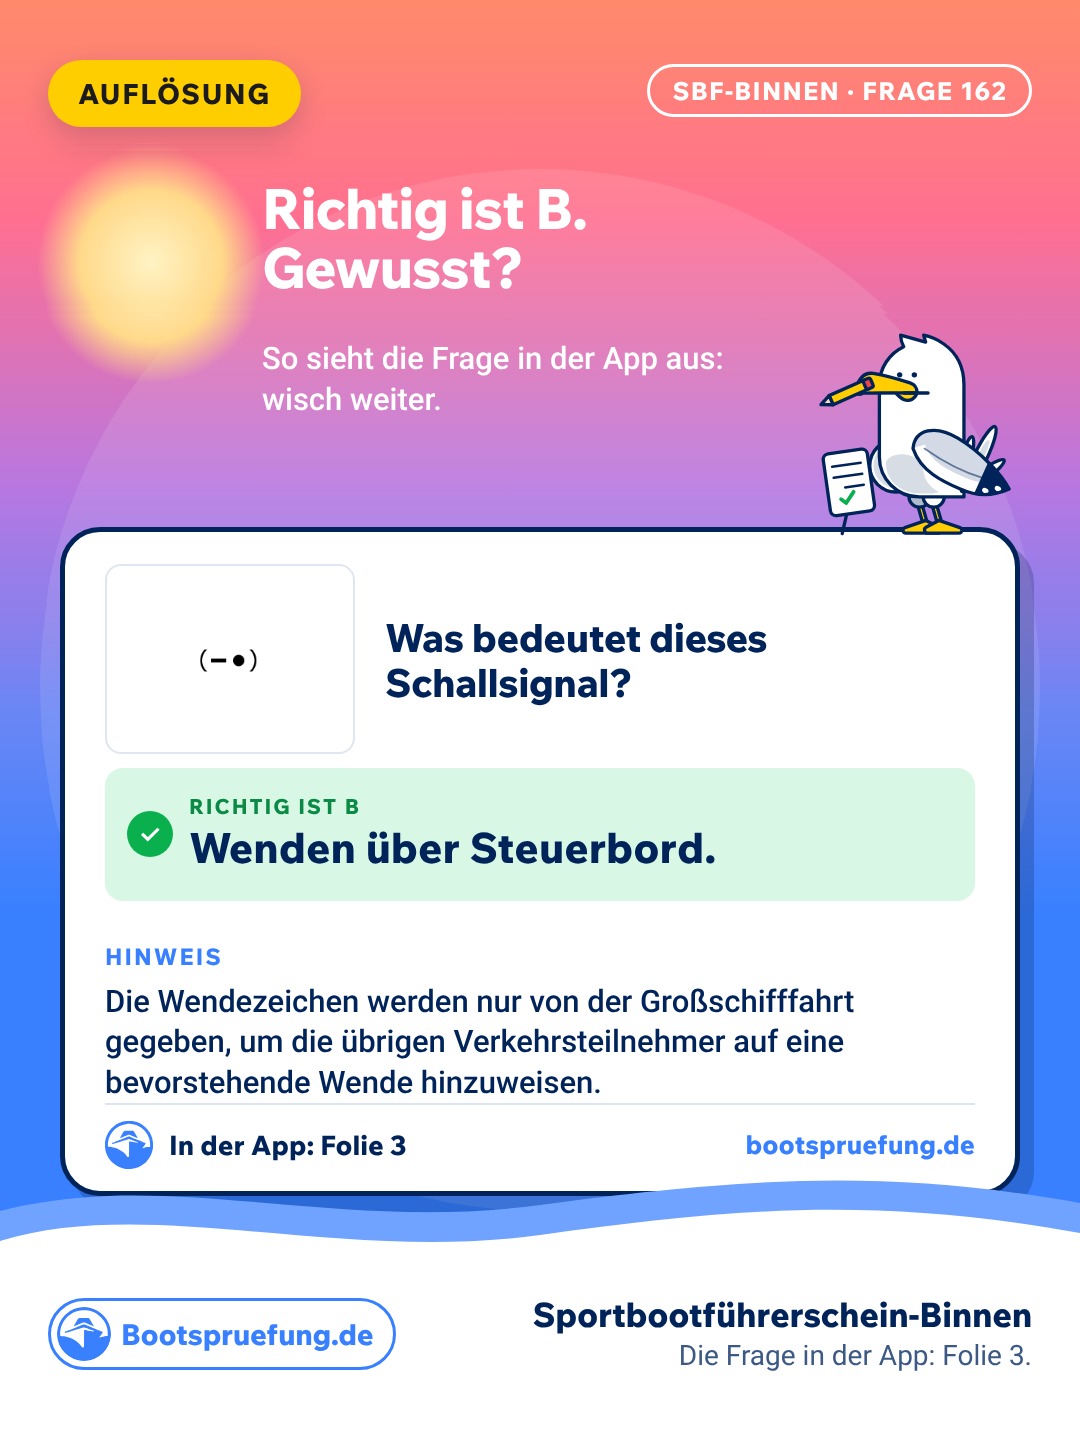 AUFLÖSUNG
SBF-BINNEN · FRAGE 162
Richtig ist B.
Gewusst?
So sieht die Frage in der App aus:
wisch weiter.
(–●)
Was bedeutet dieses
Schallsignal?
RICHTIG IST B
Wenden über Steuerbord.
HINWEIS
Die Wendezeichen werden nur von der Großschifffahrt
gegeben, um die übrigen Verkehrsteilnehmer auf eine
bevorstehende Wende hinzuweisen.
In der App: Folie 3
bootspruefung.de
Bootspruefung.de
Sportbootführerschein-Binnen
Die Frage in der App: Folie 3.